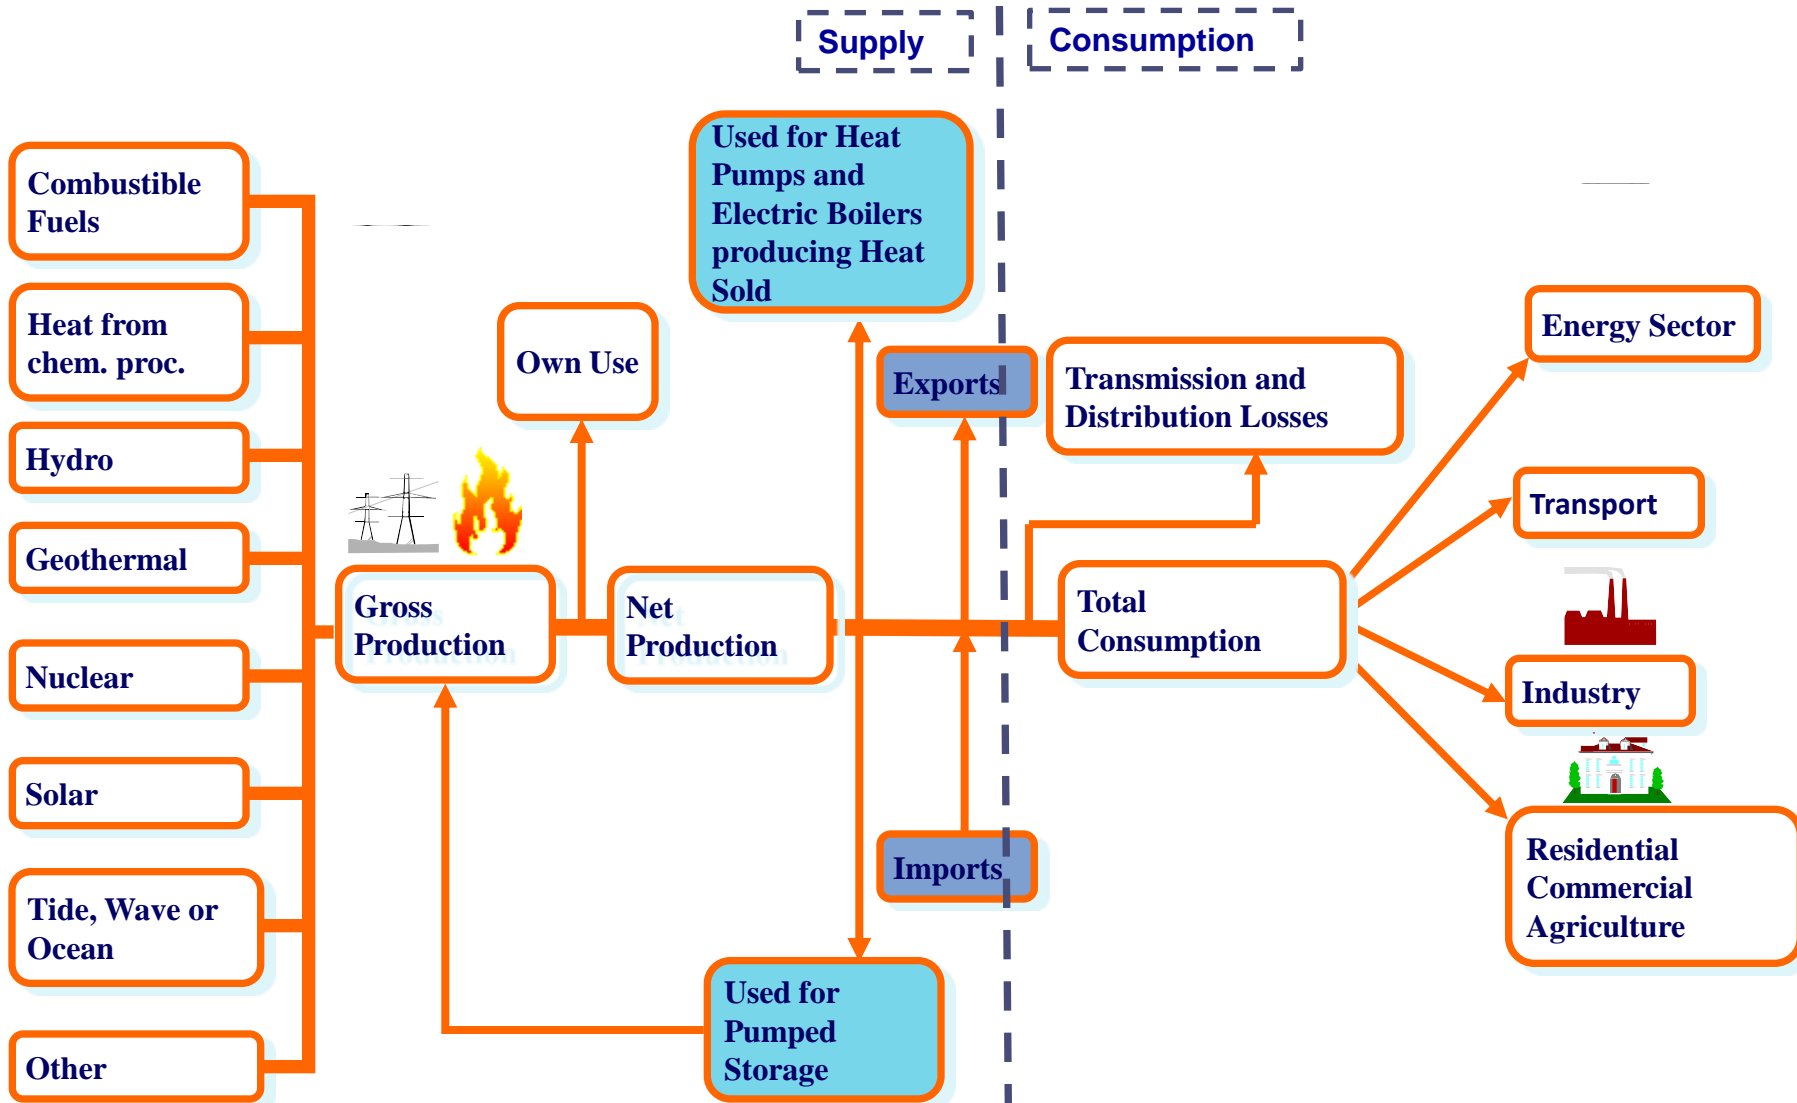 Supply
Consumption
Used for Heat
Pumps and
Electric Boilers
producing Heat
Sold
Combustible
Fuels
Heat from
chem. proc.
Own Use
Exports
Transmission and
Distribution Losses
Energy Sector
Hydro
Transport
Geothermal
Gross
Production
Net
Production
Total
Consumption
Nuclear
Industry
Solar
Imports
Residential
Commercial
Agriculture
Tide, Wave or
Ocean
Used for
Pumped
Storage
Other